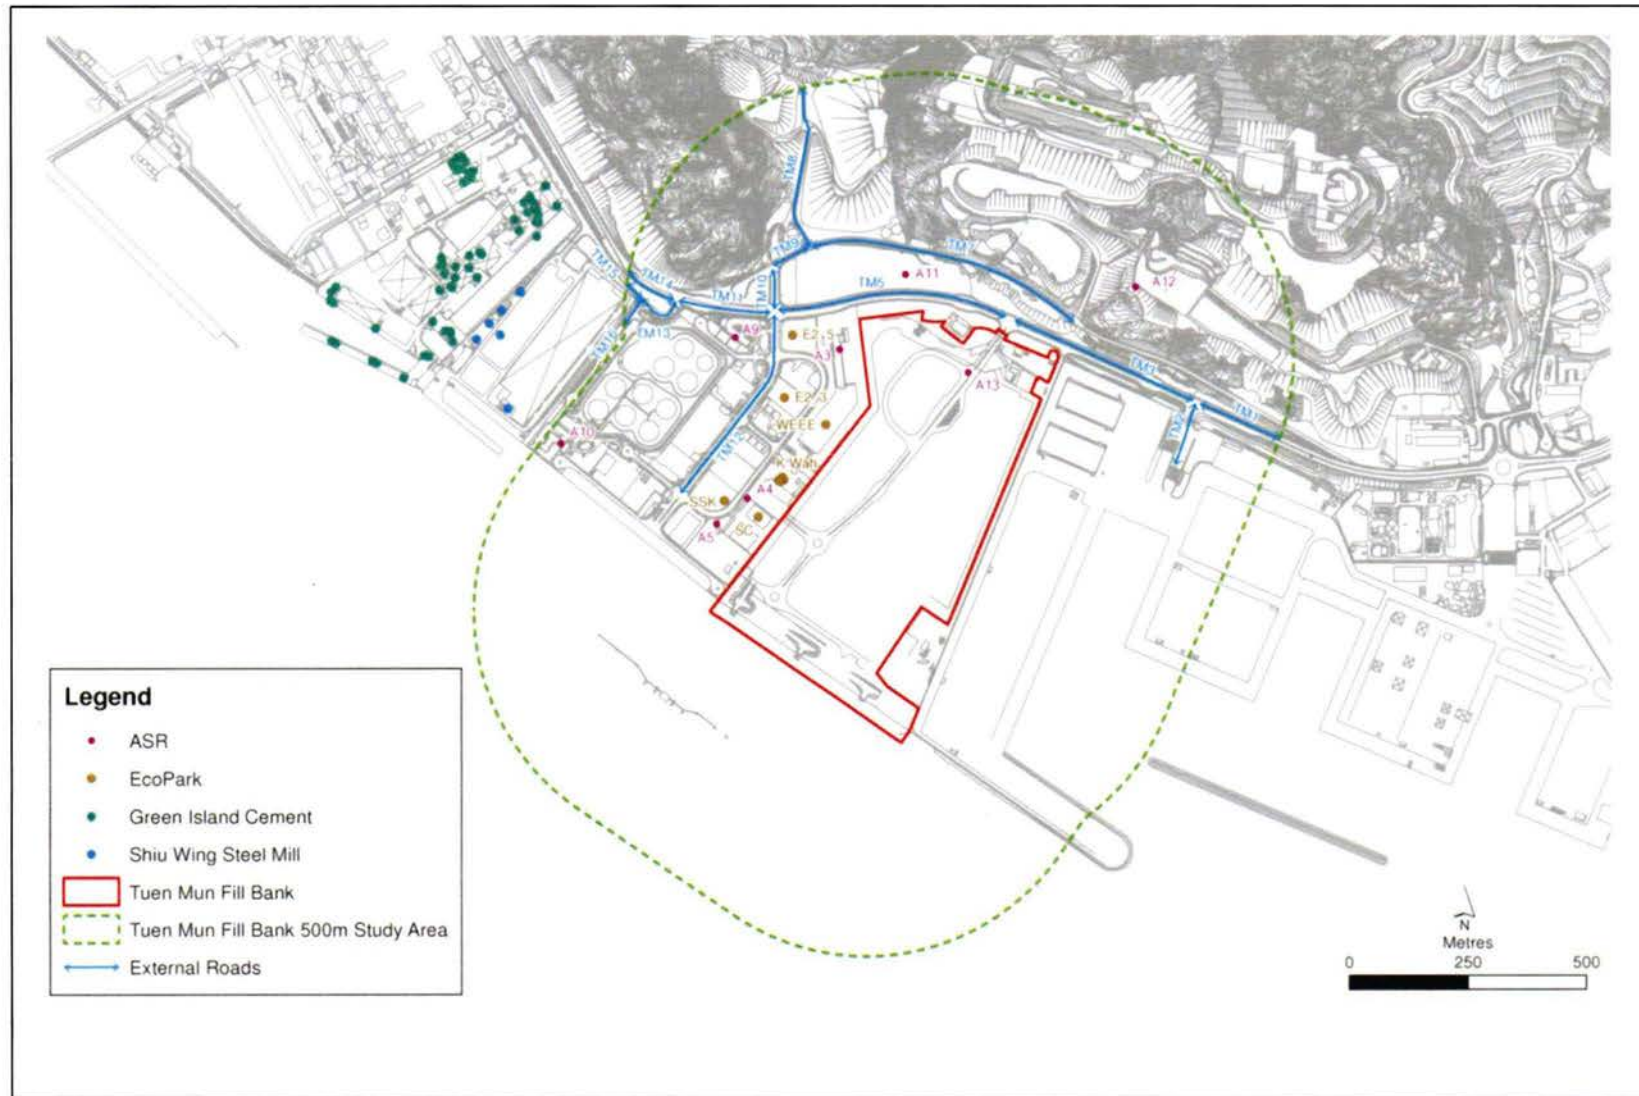 TM8
TM9
TM7
TM15
TM14
TM11
TM10
TM5
A11
A12
TM16
TM13
A9
E2-5
A3
A13
TM3
TM1
TM2
E2-3
WEEE
TM12
A10
K Wah
A4
SSK
SC
A5
Legend
ASR
EcoPark
Green Island Cement
Shiu Wing Steel Mill
Tuen Mun Fill Bank
Tuen Mun Fill Bank 500m Study Area
External Roads
N
Metres
0 250 500